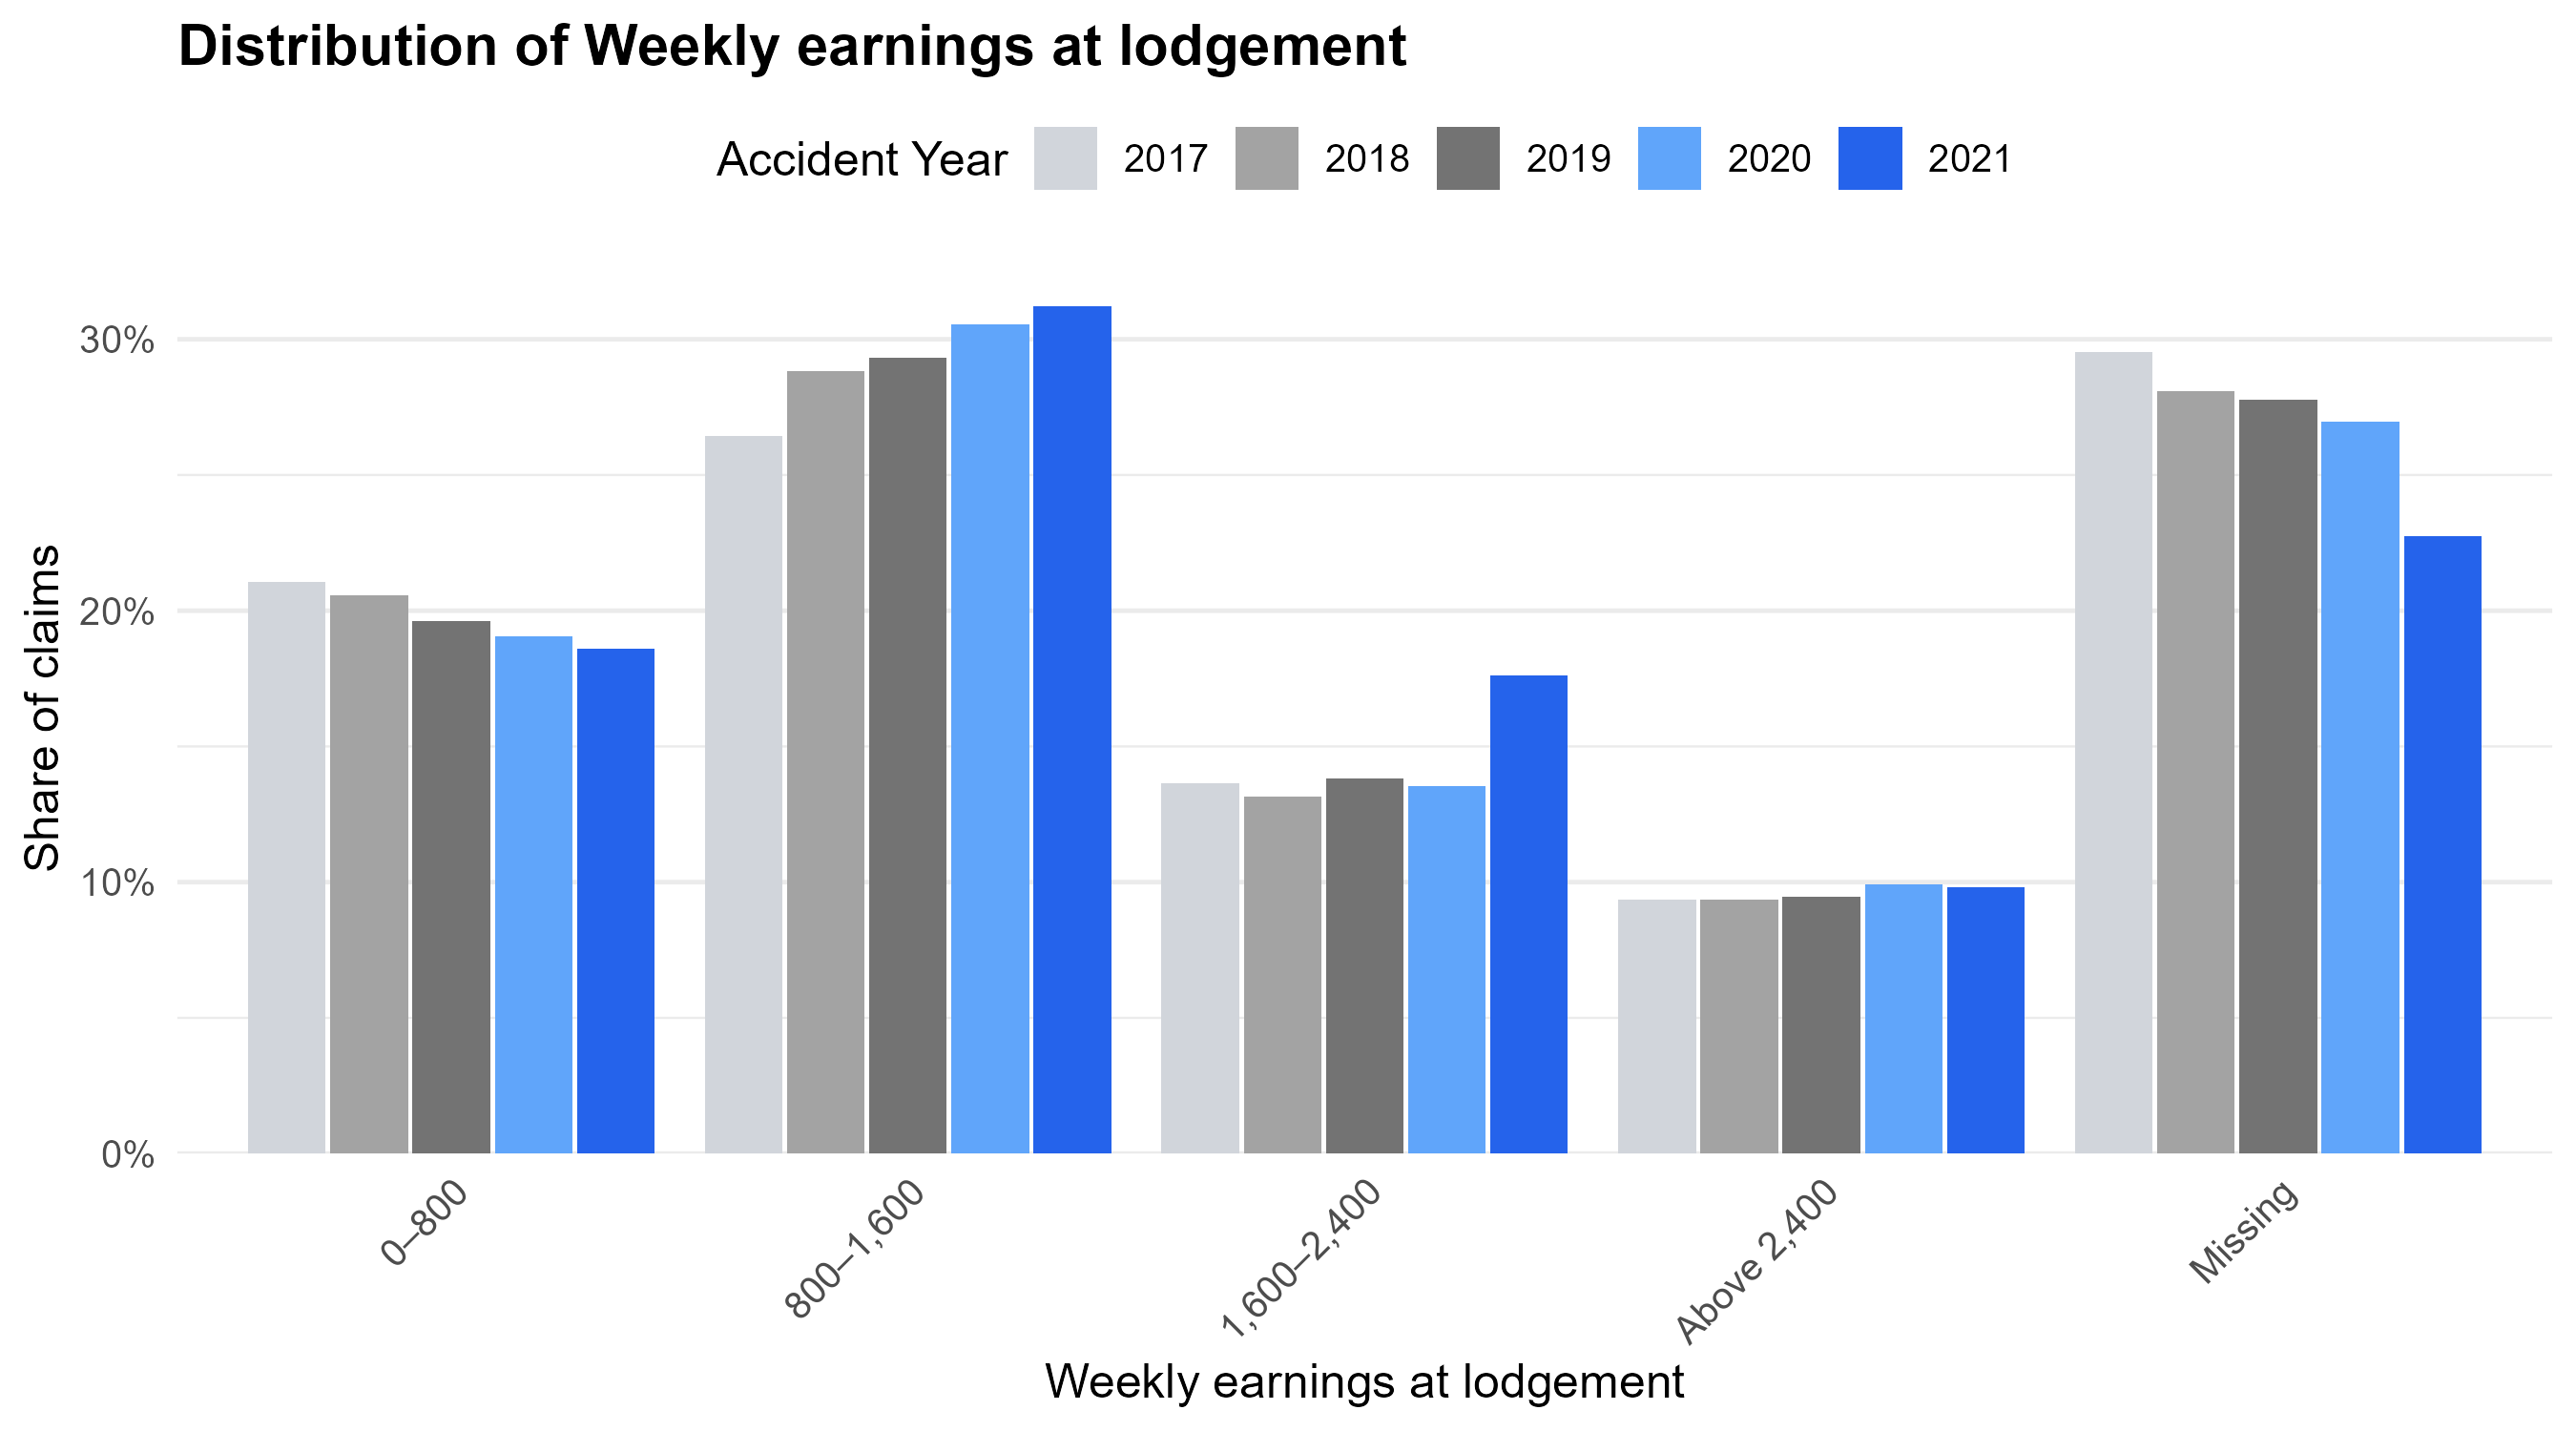 Distribution of Weekly earnings at lodgement
Accident Year 2017 2018 2019 2020 2021
Share of claims
30%
20%
10%
0%
0–800
800–1,600
1,600–2,400
Above 2,400
Missing
Weekly earnings at lodgement